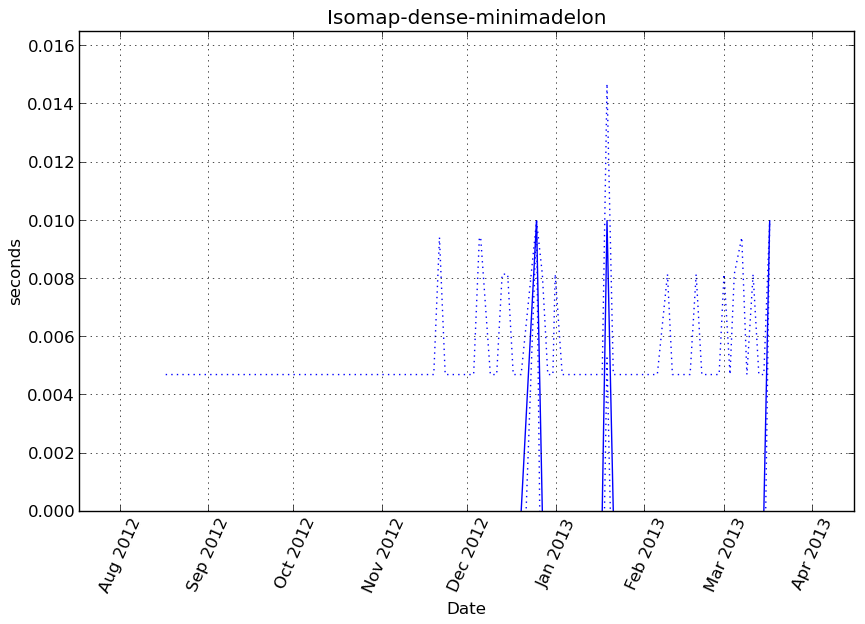 Isomap-dense-minimadelon
0.016
0.014
0.012
0.010
0.008
0.006
0.004
0.002
0.000
seconds
Aug 2012
Sep 2012
Oct 2012
Nov 2012
Dec 2012
Jan 2013
Feb 2013
Mar 2013
Apr 2013
Date